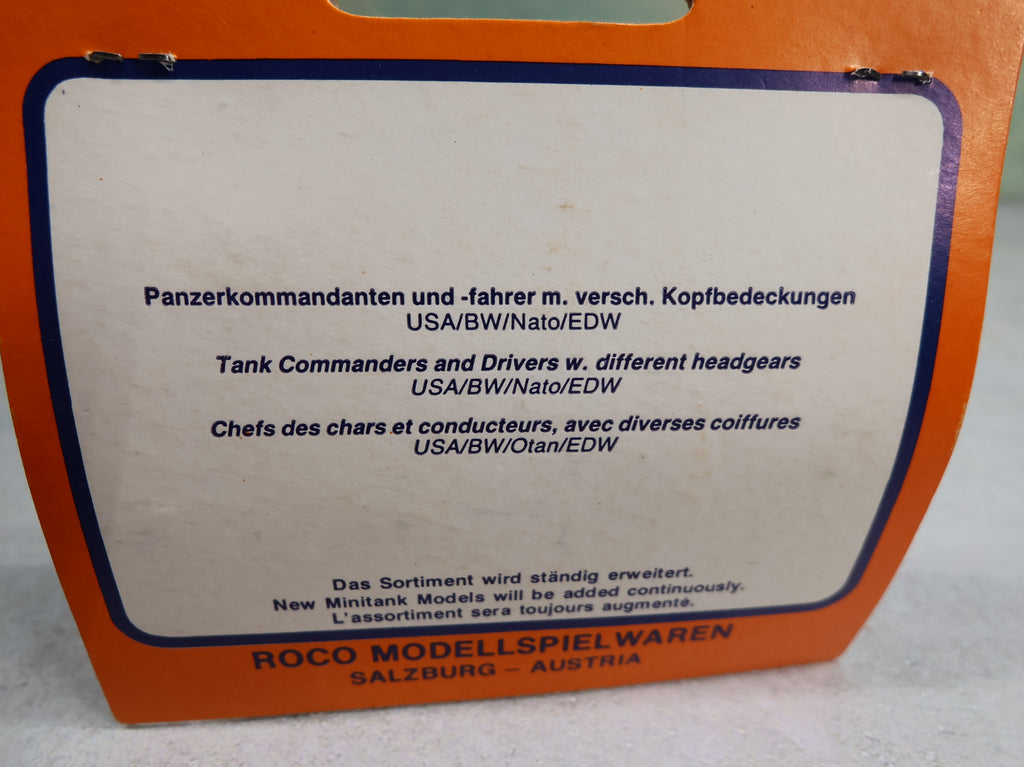 Panzerkommandanten und -fahrer m. versch. Kopfbedeckungen
USA/BW/Nato/EDW
Tank Commanders and Drivers w. different headgears
USA/BW/Nato/EDW
Chefs des chars et conducteurs, avec diverses coiffures
USA/BW/Otan/EDW
Das Sortiment wird ständig erweitert.
New Minitank Models will be added continuously.
L'assortiment sera toujours augmenté.
ROCO MODELLSPIELWAREN
SALZBURG – AUSTRIA